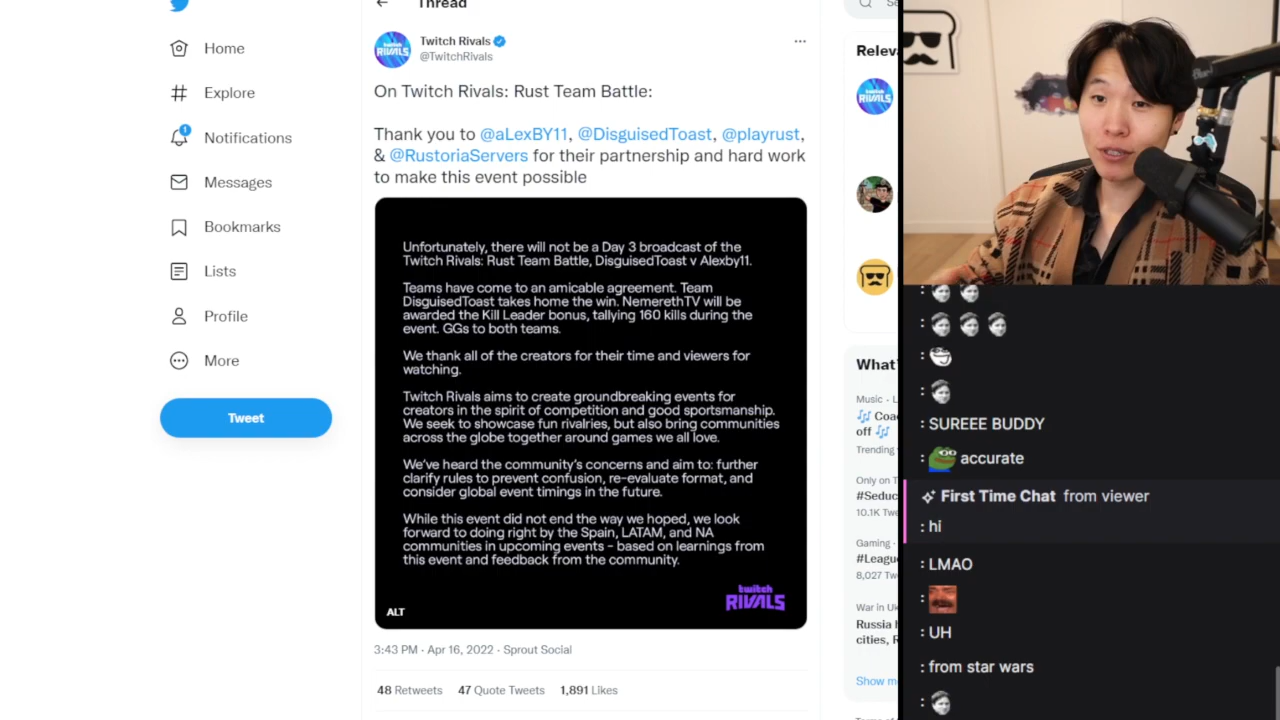 Thread
Home
Explore
1
Notifications
Messages
Bookmarks
Lists
Profile
More
Tweet
RIVALS
Twitch Rivals
@TwitchRivals
On Twitch Rivals: Rust Team Battle:
Thank you to @aLexBY11, @DisguisedToast, @playrust,
& @RustoriaServers for their partnership and hard work
to make this event possible
Unfortunately, there will not be a Day 3 broadcast of the
Twitch Rivals: Rust Team Battle, DisguisedToast v Alexby11.
Teams have come to an amicable agreement. Team
DisguisedToast takes home the win. NemerethTV will be
awarded the Kill Leader bonus, tallying 160 kills during the
event. GGs to both teams.
We thank all of the creators for their time and viewers for
watching.
Twitch Rivals aims to create groundbreaking events for
creators in the spirit of competition and good sportsmanship.
We seek to showcase fun rivalries, but also bring communities
across the globe together around games we all love.
We've heard the community's concerns and aim to: further
clarify rules to prevent confusion, re-evaluate format, and
consider global event timings in the future.
While this event did not end the way we hoped, we look
forward to doing right by the Spain, LATAM, and NA
communities in upcoming events - based on learnings from
this event and feedback from the community.
twitch
RIVALS
ALT
3:43 PM · Apr 16, 2022 · Sprout Social
48 Retweets 47 Quote Tweets 1,891 Likes
Se
Relev
RIVALS
What'
Music · L
Coa
off
Trending
Only on T
#Seduc
10.1K Twe
Gaming ·
#Leagu
8,027 Twe
War in Uk
Russia h
cities, R
Show m
:
:
:
:
: SUREEE BUDDY
: accurate
First Time Chat from viewer
: hi
: LMAO
:
: UH
: from star wars
: